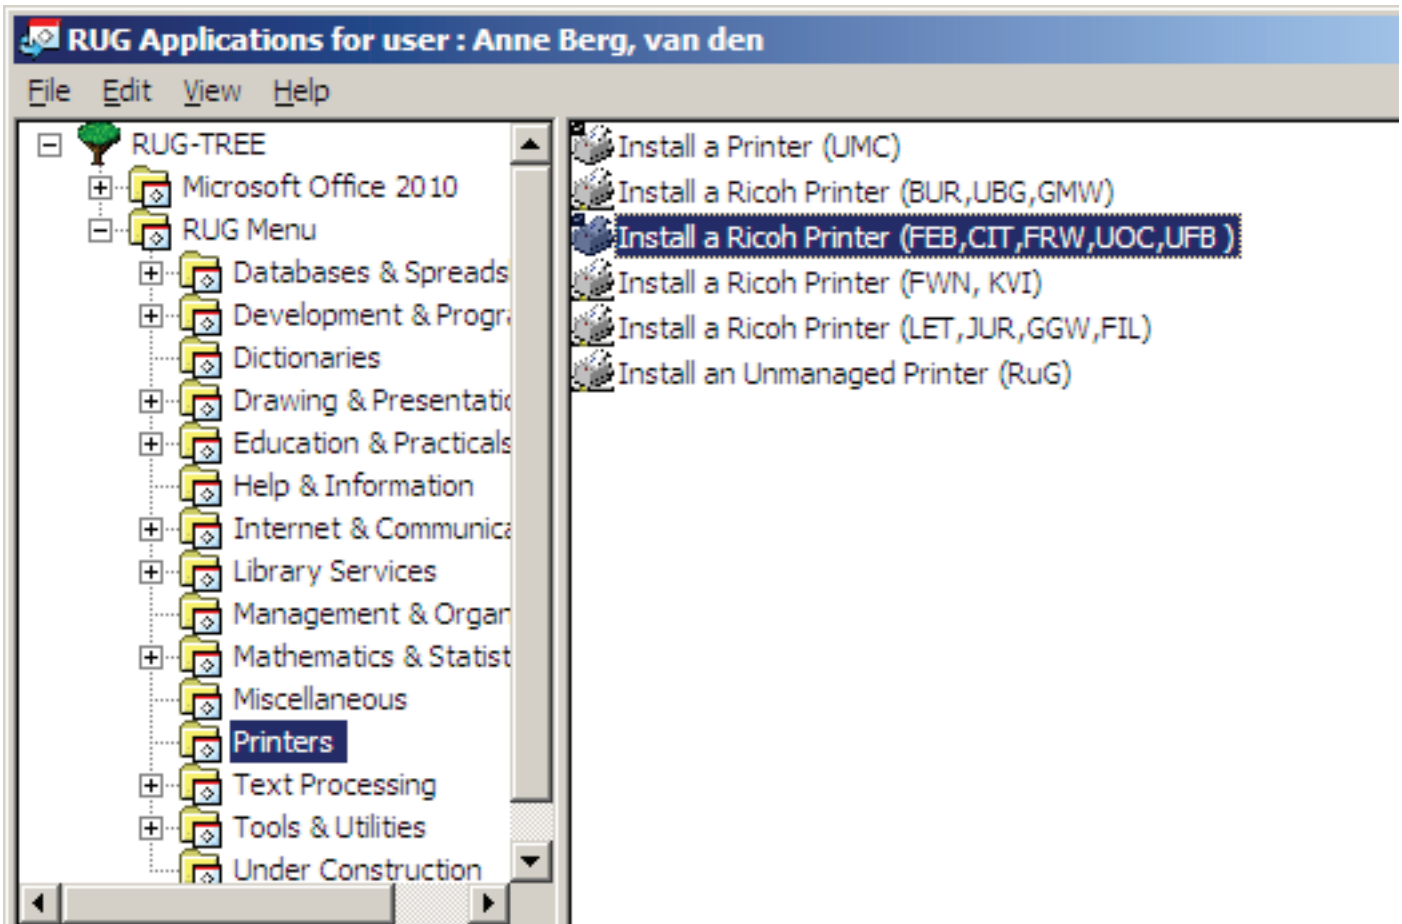 RUG Applications for user : Anne Berg, van den
File Edit View Help
RUG-TREE
Microsoft Office 2010
RUG Menu
Databases & Spreads
Development & Progr
Dictionaries
Drawing & Presentatio
Education & Practicals
Help & Information
Internet & Communica
Library Services
Management & Organ
Mathematics & Statist
Miscellaneous
Printers
Text Processing
Tools & Utilities
Under Construction
Install a Printer (UMC)
Install a Ricoh Printer (BUR,UBG,GMW)
Install a Ricoh Printer (FEB,CIT,FRW,UOC,UFB )
Install a Ricoh Printer (FWN, KVI)
Install a Ricoh Printer (LET,JUR,GGW,FIL)
Install an Unmanaged Printer (RuG)